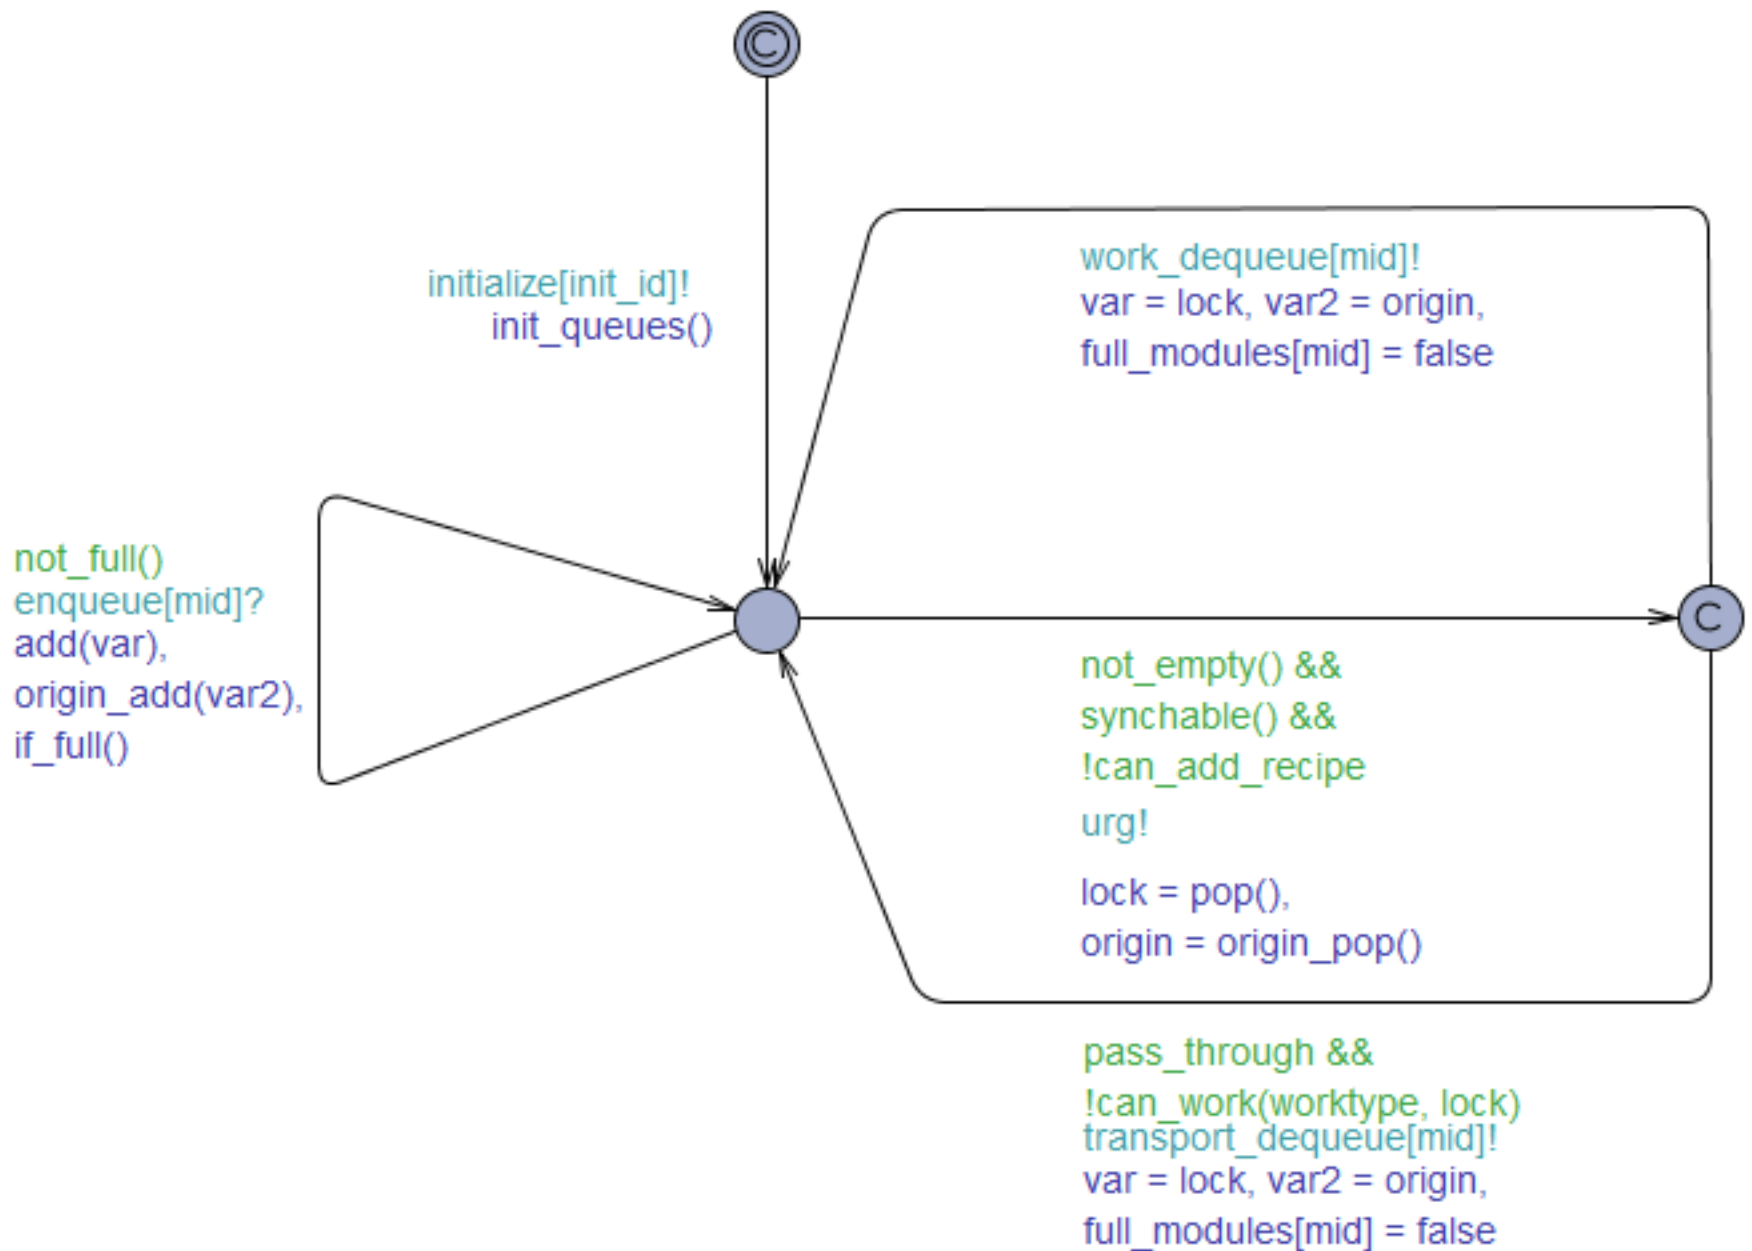 C
initialize[init_id]!
init_queues()
work_dequeue[mid]!
var = lock, var2 = origin,
full_modules[mid] = false
not_full()
enqueue[mid]?
add(var),
origin_add(var2),
if_full()
C
not_empty() &&
synchable() &&
!can_add_recipe
urg!
lock = pop(),
origin = origin_pop()
pass_through &&
!can_work(worktype, lock)
transport_dequeue[mid]!
var = lock, var2 = origin,
full_modules[mid] = false